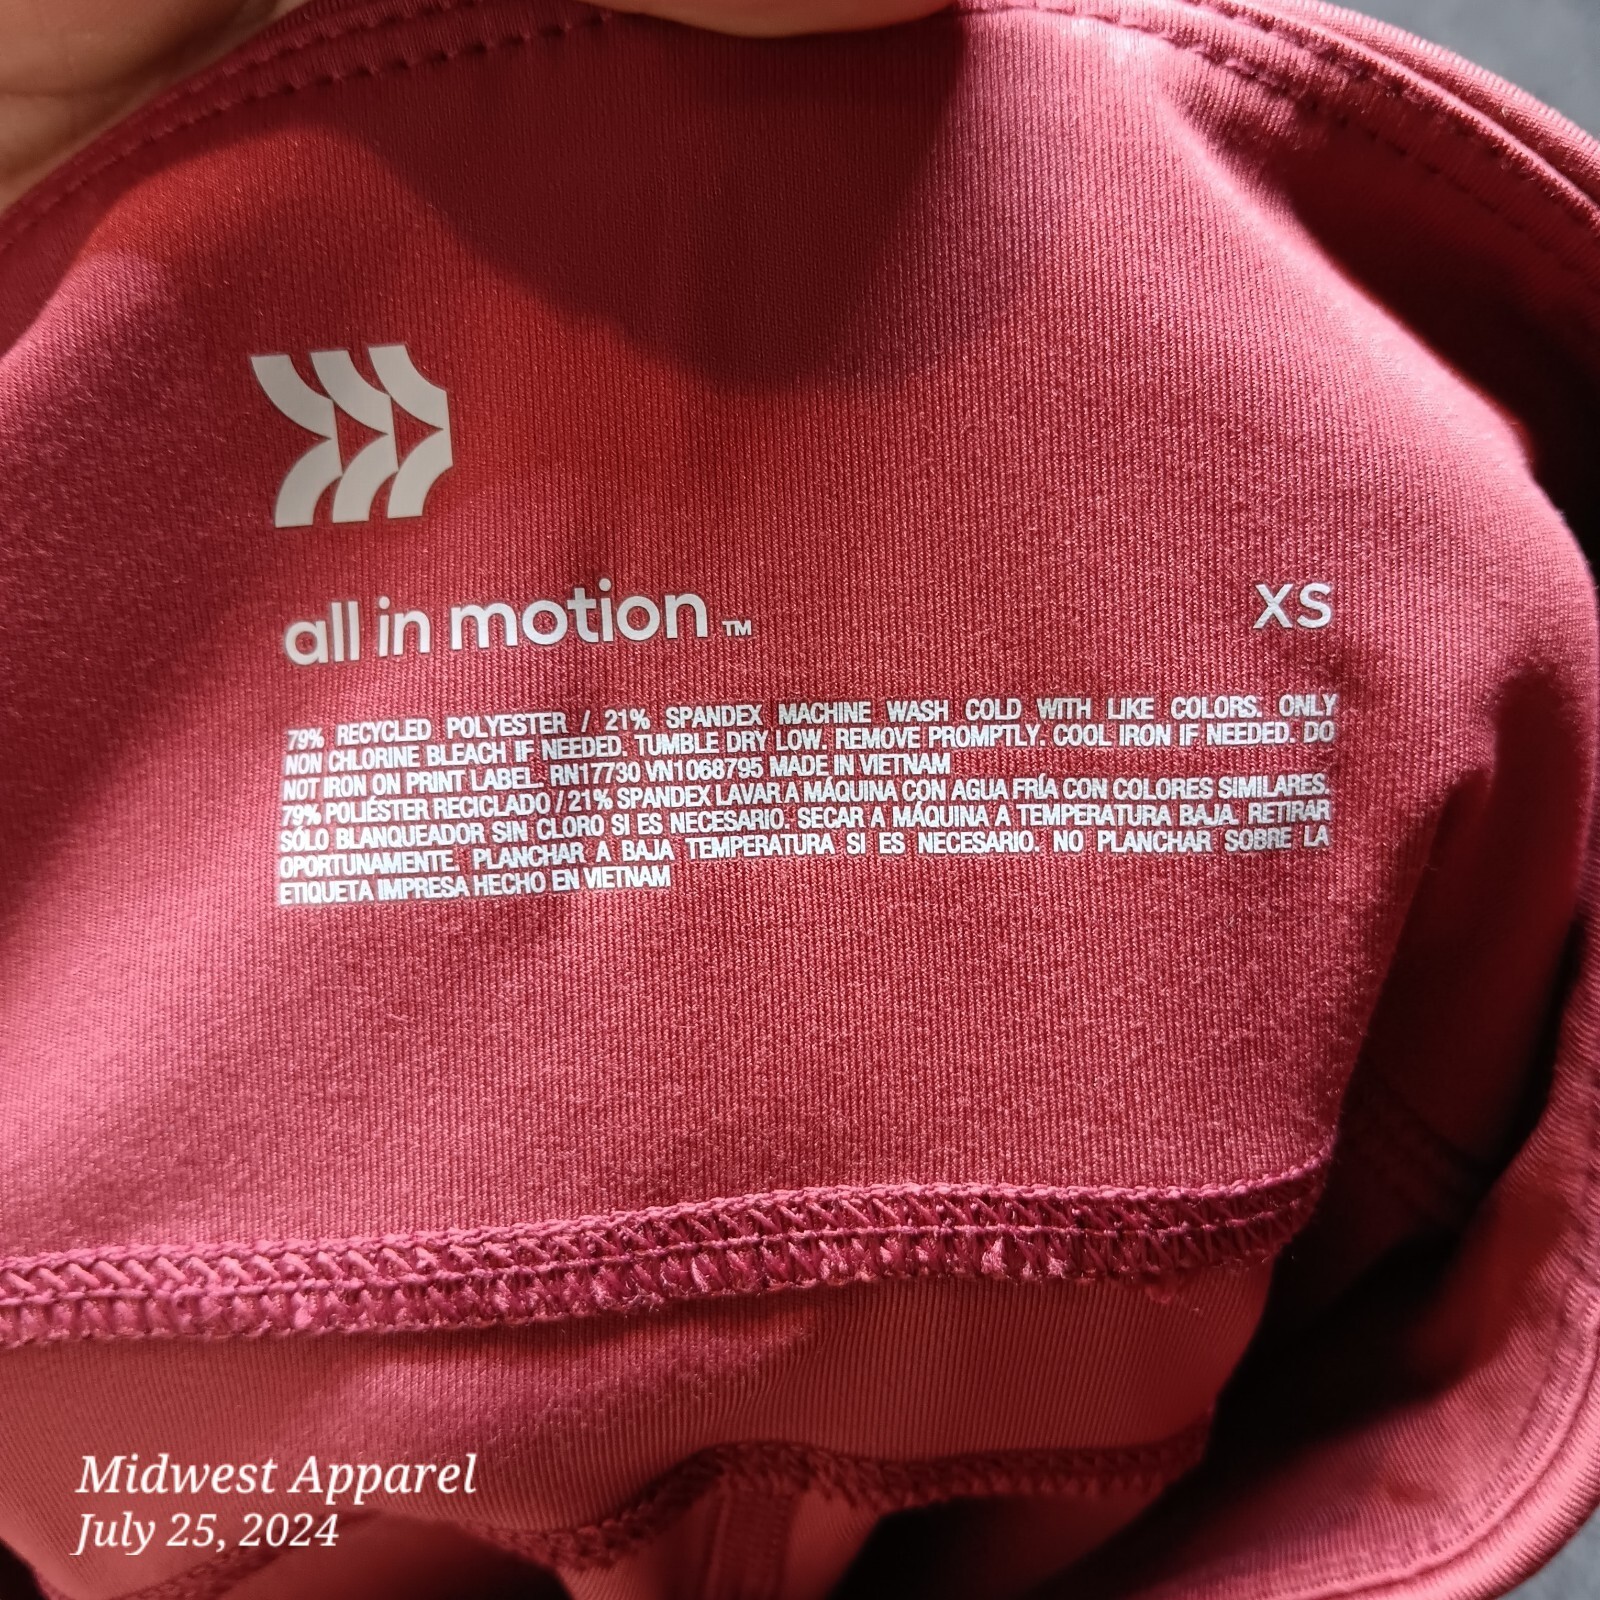 all in motion™
XS
79% RECYCLED POLYESTER / 21% SPANDEX MACHINE WASH COLD WITH LIKE COLORS. ONLY
NON CHLORINE BLEACH IF NEEDED. TUMBLE DRY LOW. REMOVE PROMPTLY. COOL IRON IF NEEDED. DO
NOT IRON ON PRINT LABEL. RN17730 VN1068795 MADE IN VIETNAM
79% POLIÉSTER RECICLADO / 21% SPANDEX LAVAR A MÁQUINA CON AGUA FRÍA CON COLORES SIMILARES.
SÓLO BLANQUEADOR SIN CLORO SI ES NECESARIO. SECAR A MÁQUINA A TEMPERATURA BAJA. RETIRAR
OPORTUNAMENTE. PLANCHAR A BAJA TEMPERATURA SI ES NECESARIO. NO PLANCHAR SOBRE LA
ETIQUETA IMPRESA HECHO EN VIETNAM
Midwest Apparel
July 25, 2024